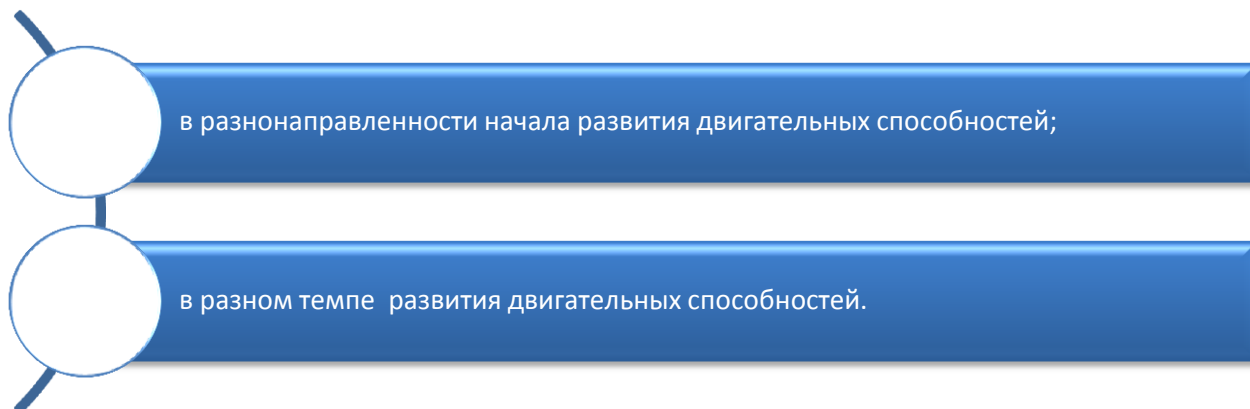 в разнонаправленности начала развития двигательных способностей;
в разном темпе  развития двигательных способностей.